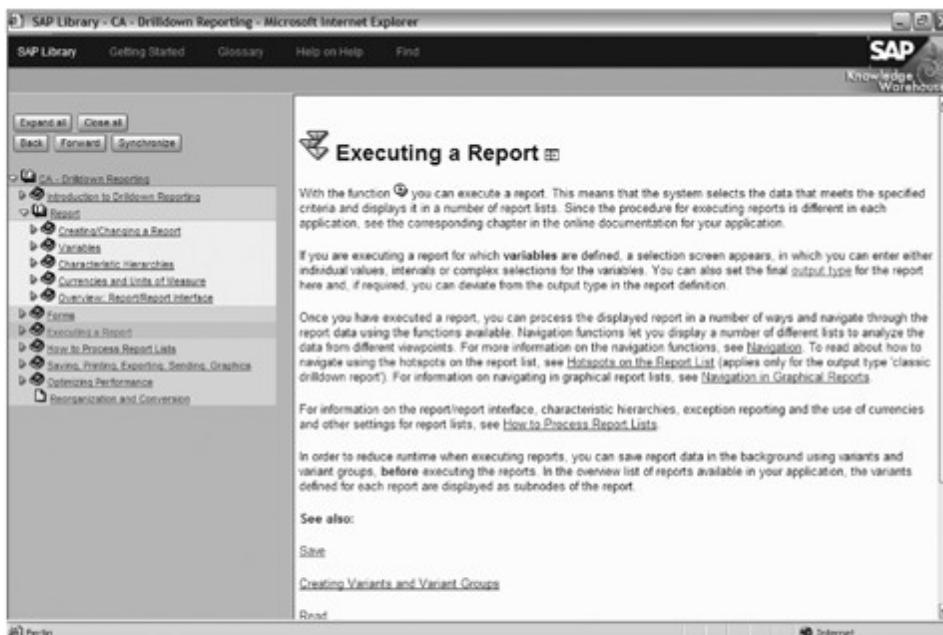 SAP Library - CA - Drilldown Reporting - Microsoft Internet Explorer
SAP Library Getting Started Glossary Help on Help Find
SAP
Knowledge
Warehouse
Expand all Close all
Back Forward Synchronize
CA - Drilldown Reporting
Introduction to Drilldown Reporting
Report
Creating/Changing a Report
Variables
Characteristic Hierarchies
Currencies and Units of Measure
Overview: Report/Report Interface
Forms
Executing a Report
How to Process Report Lists
Saving, Printing, Exporting, Sending, Graphics
Optimizing Performance
Reorganization and Conversion
Executing a Report
With the function you can execute a report. This means that the system selects the data that meets the specified
criteria and displays it in a number of report lists. Since the procedure for executing reports is different in each
application, see the corresponding chapter in the online documentation for your application.
If you are executing a report for which variables are defined, a selection screen appears, in which you can enter either
individual values, intervals or complex selections for the variables. You can also set the final output type for the report
here and, if required, you can deviate from the output type in the report definition.
Once you have executed a report, you can process the displayed report in a number of ways and navigate through the
report data using the functions available. Navigation functions let you display a number of different lists to analyze the
data from different viewpoints. For more information on the navigation functions, see Navigation. To read about how to
navigate using the hotspots on the report list, see Hotspots on the Report List (applies only for the output type 'classic
drilldown report'). For information on navigating in graphical report lists, see Navigation in Graphical Reports.
For information on the report/report interface, characteristic hierarchies, exception reporting and the use of currencies
and other settings for report lists, see How to Process Report Lists.
In order to reduce runtime when executing reports, you can save report data in the background using variants and
variant groups, before executing the reports. In the overview list of reports available in your application, the variants
defined for each report are displayed as subnodes of the report.
See also:
Save
Creating Variants and Variant Groups
Read
Internet